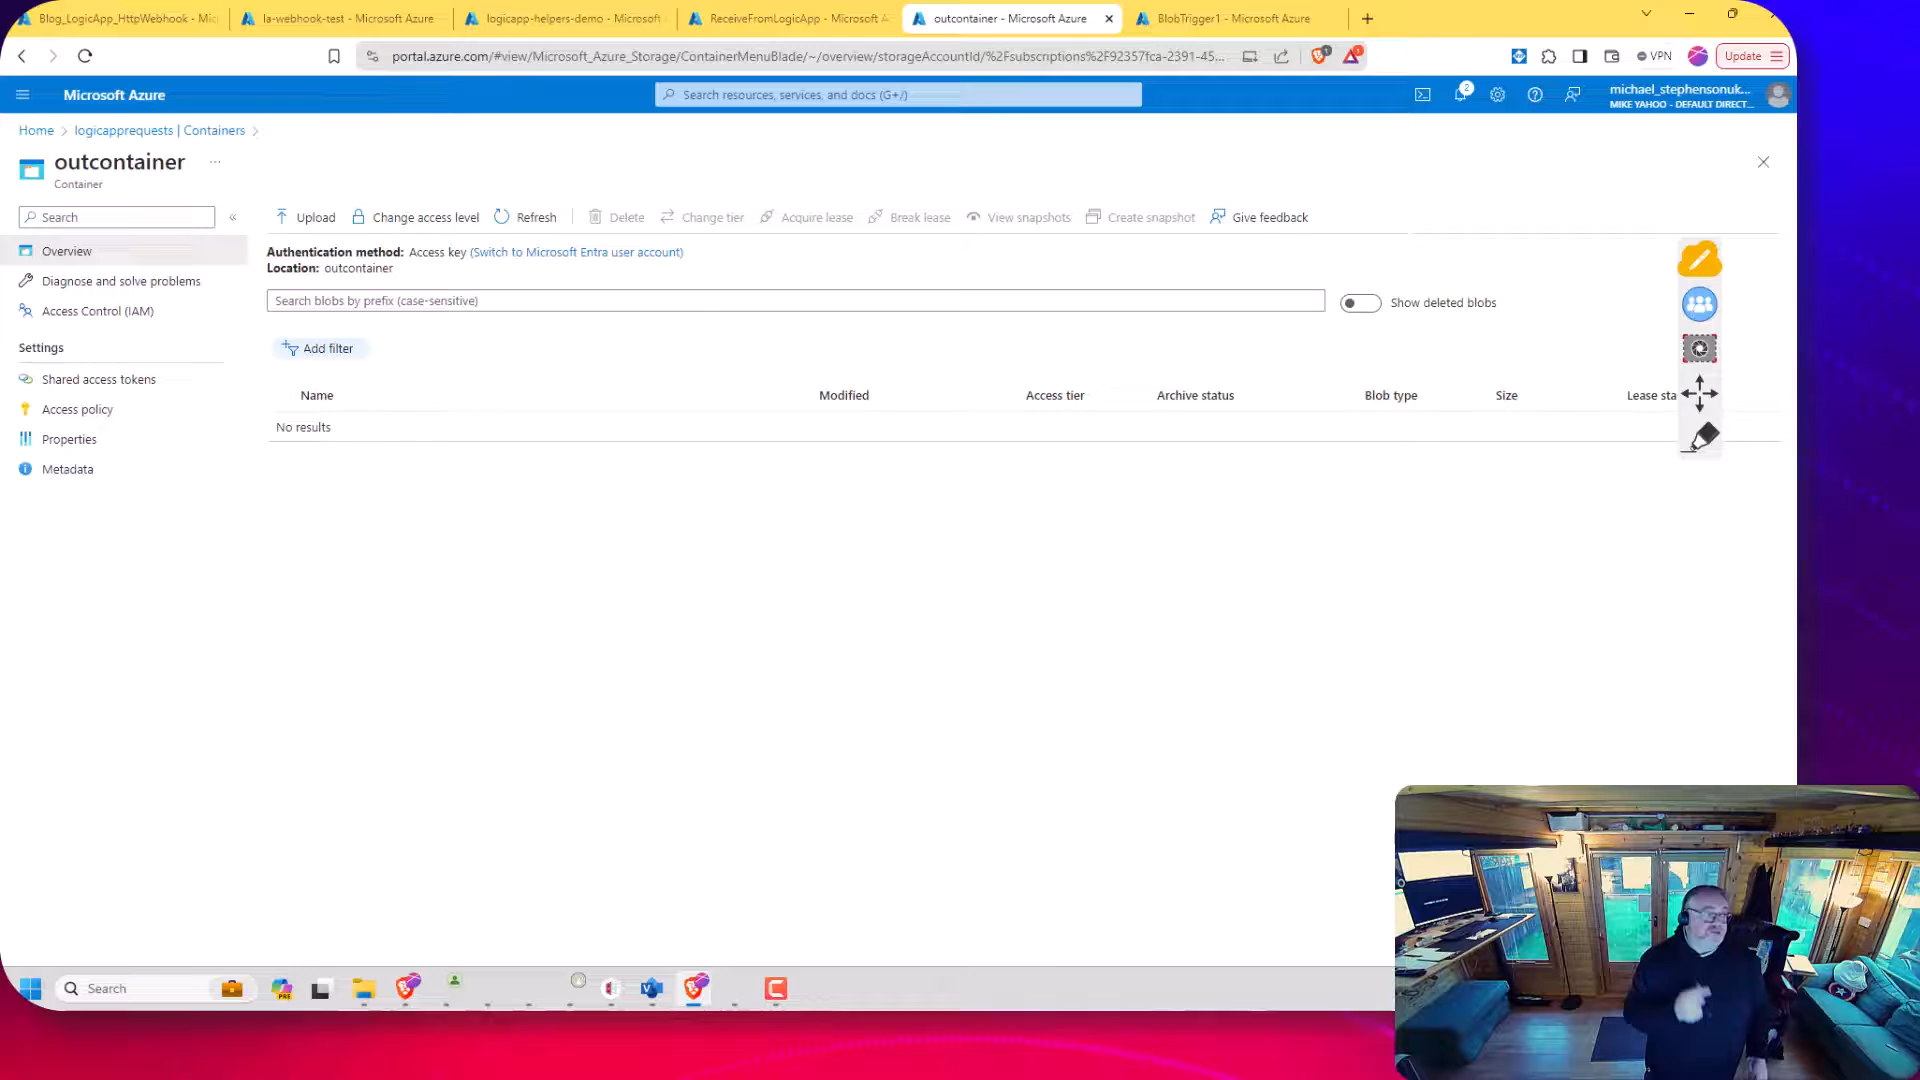 Blog_LogicApp_HttpWebhook - Mic
la-webhook-test - Microsoft Azure
logicapp-helpers-demo - Microsoft
ReceiveFromLogicApp - Microsoft A
outcontainer - Microsoft Azure
BlobTrigger1 - Microsoft Azure
portal.azure.com/#view/Microsoft_Azure_Storage/ContainerMenuBlade/~/overview/storageAccountId/%2Fsubscriptions%2F92357fca-2391-45...
1
1
VPN
Update
Microsoft Azure
Search resources, services, and docs (G+/)
2
michael_stephensonuk...
MIKE YAHOO - DEFAULT DIRECT...
Home > logicapprequests | Containers >
outcontainer ...
Container
Search
«
Upload
Change access level
Refresh
Delete
Change tier
Acquire lease
Break lease
View snapshots
Create snapshot
Give feedback
Overview
Diagnose and solve problems
Access Control (IAM)
Settings
Shared access tokens
Access policy
Properties
Metadata
Authentication method: Access key (Switch to Microsoft Entra user account)
Location: outcontainer
Search blobs by prefix (case-sensitive)
Show deleted blobs
Add filter
Name Modified Access tier Archive status Blob type Size Lease sta
No results
Search
PRE